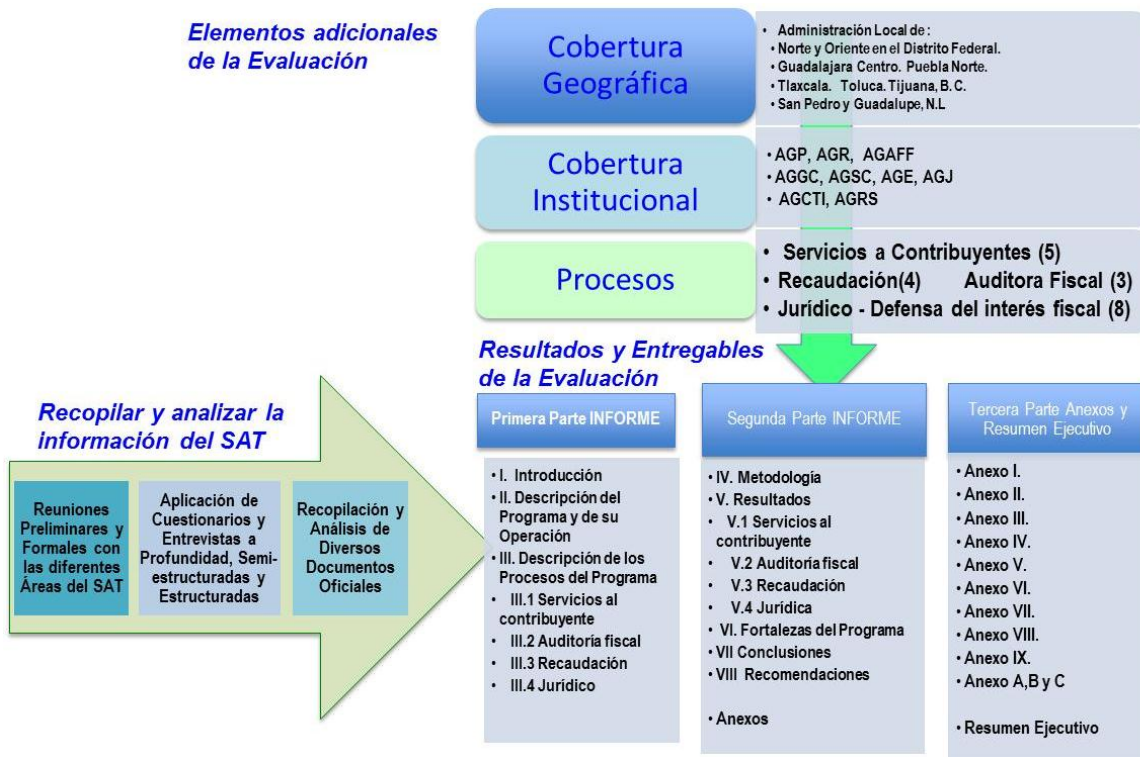 Elementos adicionales
de la Evaluación
Cobertura
Geográfica
• Administración Local de :
• Norte y Oriente en el Distrito Federal.
• Guadalajara Centro. Puebla Norte.
• Tlaxcala. Toluca. Tijuana, B. C.
• San Pedro y Guadalupe, N.L
Cobertura
Institucional
• AGP, AGR, AGAFF
• AGGC, AGSC, AGE, AGJ
• AGCTI, AGRS
Procesos
• Servicios a Contribuyentes (5)
• Recaudación(4) Auditora Fiscal (3)
• Jurídico - Defensa del interés fiscal (8)
Resultados y Entregables
de la Evaluación
Recopilar y analizar la
información del SAT
Reuniones
Preliminares y
Formales con
las diferentes
Áreas del SAT
Aplicación de
Cuestionarios y
Entrevistas a
Profundidad, Semi-
estructuradas y
Estructuradas
Recopilación y
Análisis de
Diversos
Documentos
Oficiales
Primera Parte INFORME
• I. Introducción
• II. Descripción del
Programa y de su
Operación
• III. Descripción de los
Procesos del Programa
• III.1 Servicios al
contribuyente
• III.2 Auditoría fiscal
• III.3 Recaudación
• III.4 Jurídico
Segunda Parte INFORME
• IV. Metodología
• V. Resultados
• V.1 Servicios al
contribuyente
• V.2 Auditoría fiscal
• V.3 Recaudación
• V.4 Jurídica
• VI. Fortalezas del Programa
• VII Conclusiones
• VIII Recomendaciones
• Anexos
Tercera Parte Anexos y
Resumen Ejecutivo
• Anexo I.
• Anexo II.
• Anexo III.
• Anexo IV.
• Anexo V.
• Anexo VI.
• Anexo VII.
• Anexo VIII.
• Anexo IX.
• Anexo A,B y C
• Resumen Ejecutivo